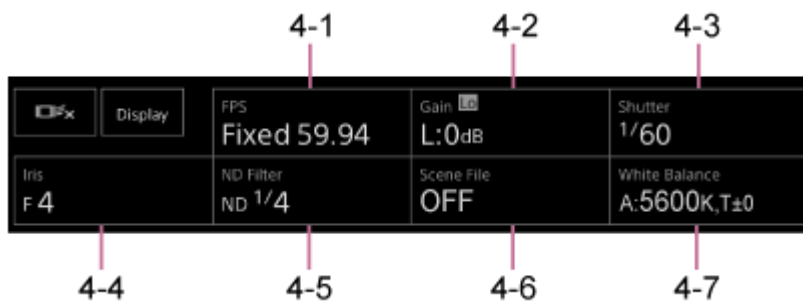 4-1 4-2 4-3
Display
FPS
Fixed 59.94
Gain Lo
L:0dB
Shutter
1/60
Iris
F 4
ND Filter
ND 1/4
Scene File
OFF
White Balance
A:5600K,T±0
4-4 4-5 4-6 4-7